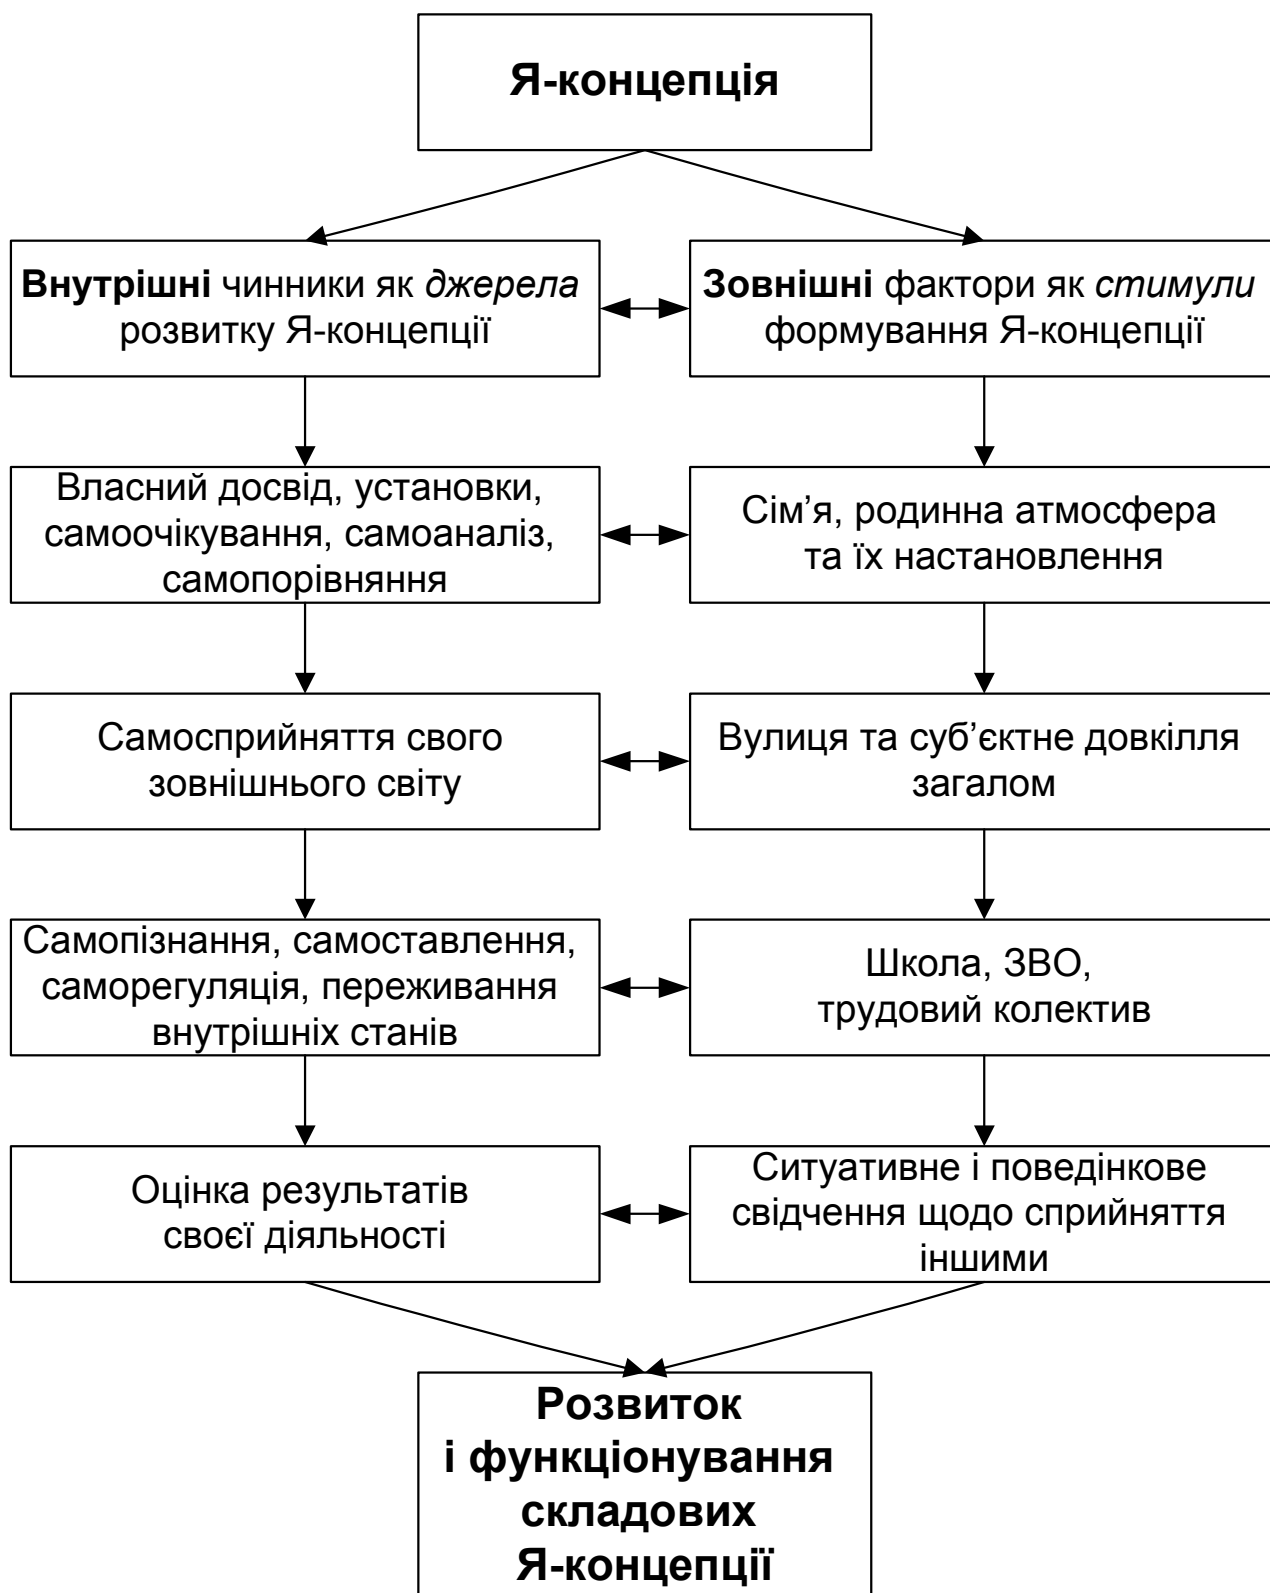 Я-концепція
Внутрішні чинники як джерела
розвитку Я-концепції
Зовнішні фактори як стимули
формування Я-концепції
Власний досвід, установки,
самоочікування, самоаналіз,
самопорівняння
Сім’я, родинна атмосфера
та їх настановлення
Самосприйняття свого
зовнішнього світу
Вулиця та суб’єктне довкілля
загалом
Самопізнання, самоставлення,
саморегуляція, переживання
внутрішніх станів
Школа, ЗВО,
трудовий колектив
Оцінка результатів
своєї діяльності
Ситуативне і поведінкове
свідчення щодо сприйняття
іншими
Розвиток
і функціонування
складових
Я-концепції